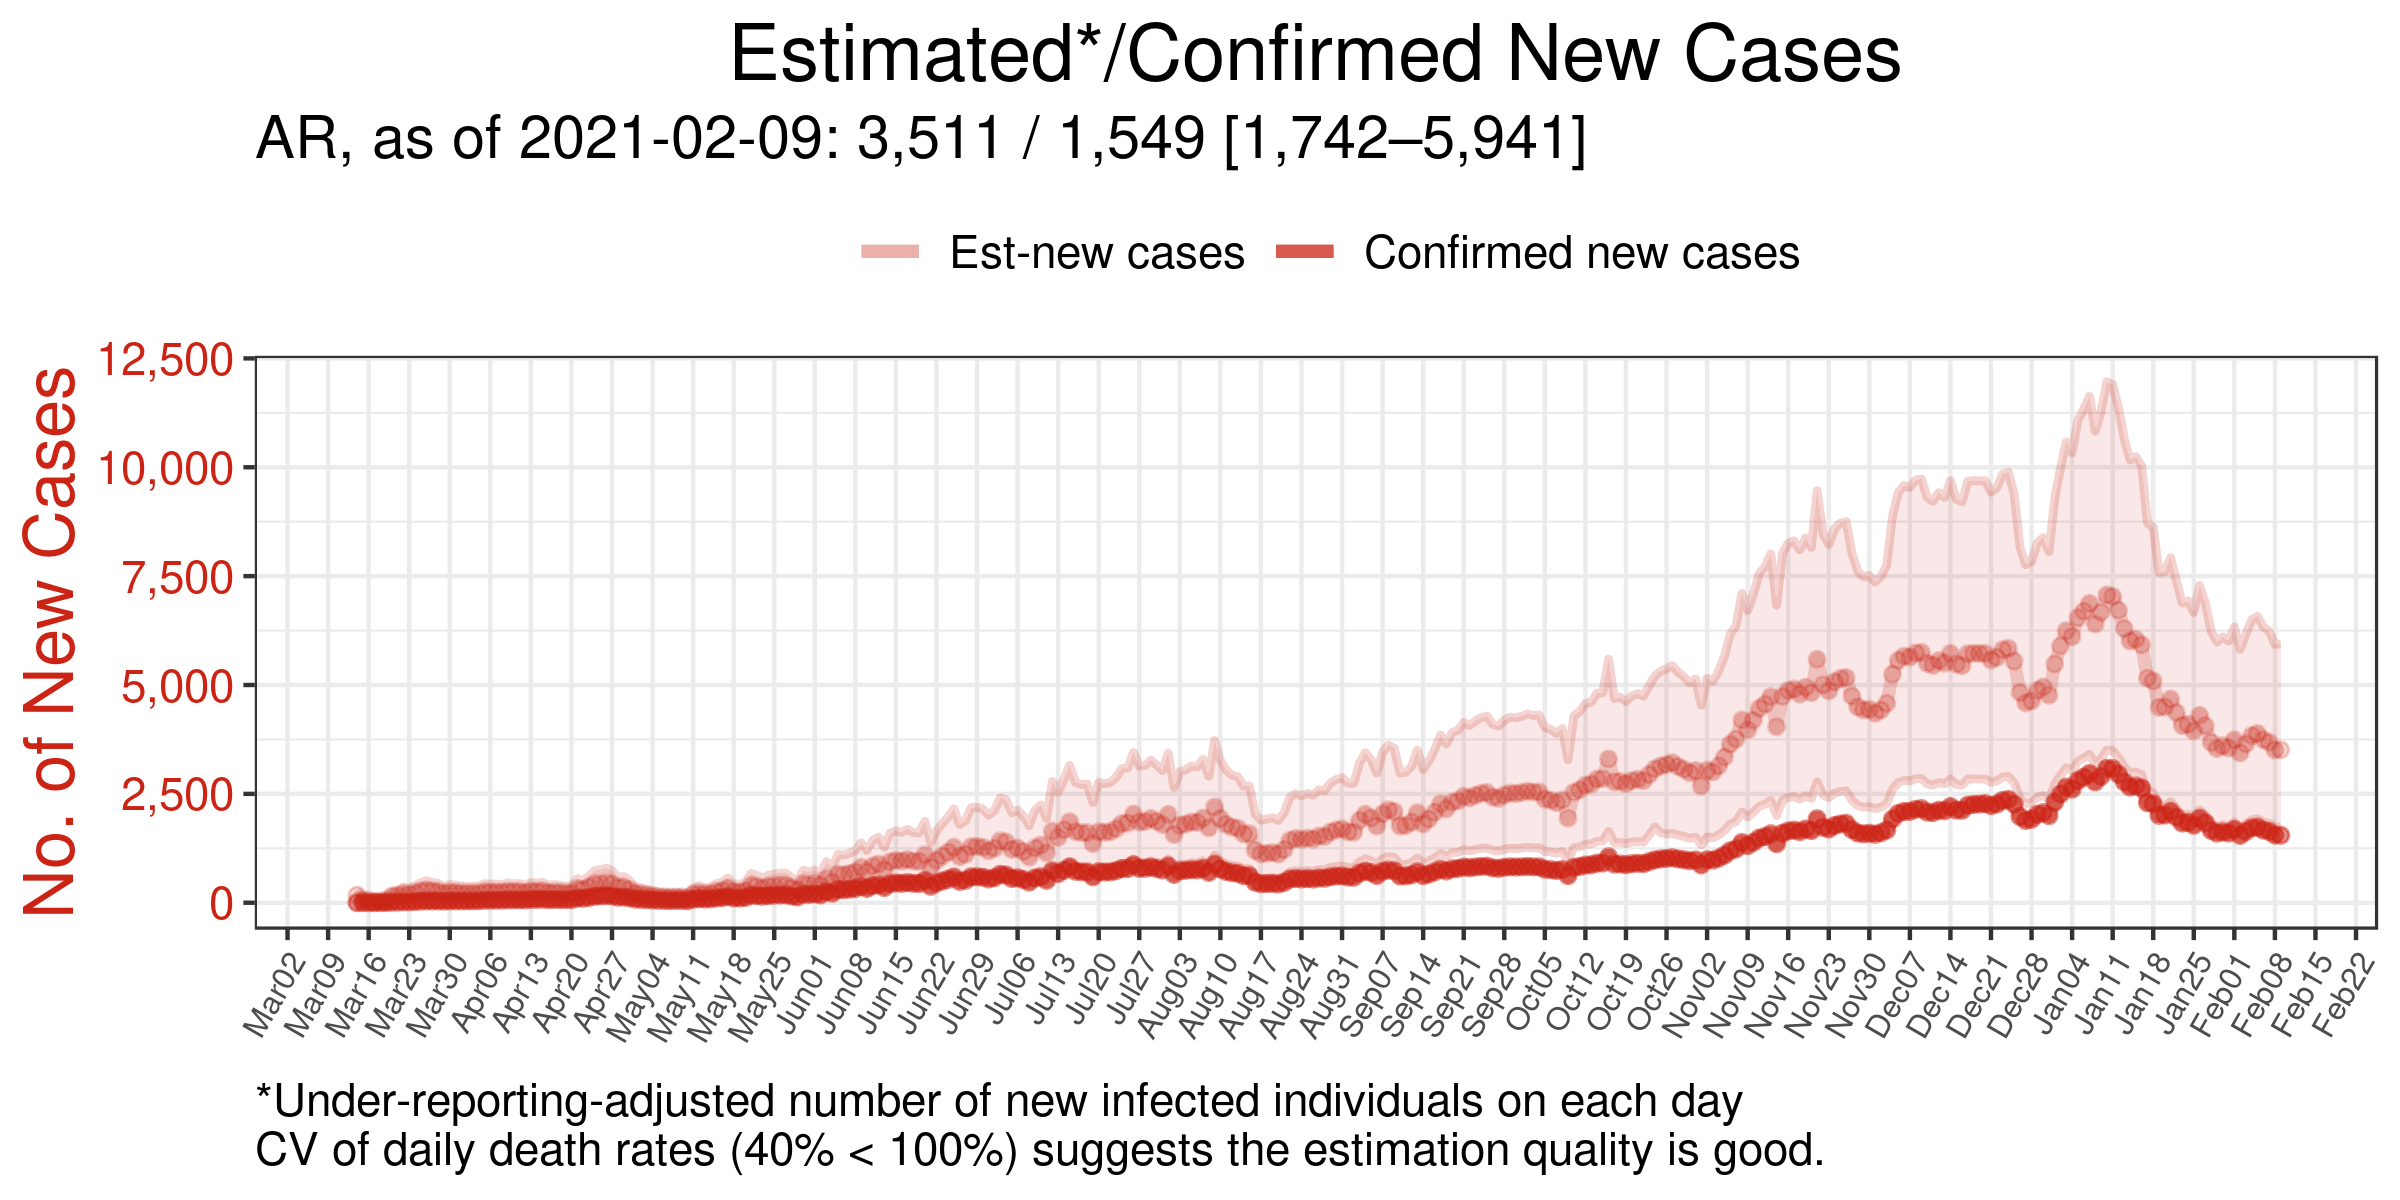 Estimated*/Confirmed New Cases
AR, as of 2021-02-09: 3,511 / 1,549 [1,742–5,941]
Est-new cases
Confirmed new cases
No. of New Cases
12,500
10,000
7,500
5,000
2,500
0
Mar02
Mar09
Mar16
Mar23
Mar30
Apr06
Apr13
Apr20
Apr27
May04
May11
May18
May25
Jun01
Jun08
Jun15
Jun22
Jun29
Jul06
Jul13
Jul20
Jul27
Aug03
Aug10
Aug17
Aug24
Aug31
Sep07
Sep14
Sep21
Sep28
Oct05
Oct12
Oct19
Oct26
Nov02
Nov09
Nov16
Nov23
Nov30
Dec07
Dec14
Dec21
Dec28
Jan04
Jan11
Jan18
Jan25
Feb01
Feb08
Feb15
Feb22
*Under-reporting-adjusted number of new infected individuals on each day
CV of daily death rates (40% < 100%) suggests the estimation quality is good.